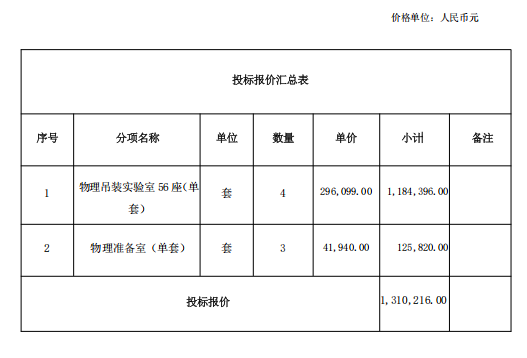 价格单位：人民币元
投标报价汇总表
序号 分项名称 单位 数量 单价 小计 备注
1 物理吊装实验室 56 座（单套） 套 4 296,099.00 1,184,396.00
2 物理准备室（单套） 套 3 41,940.00 125,820.00
投标报价 1,310,216.00